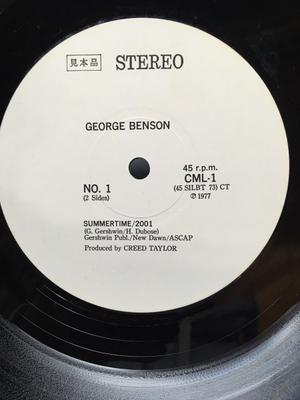 見本品 STEREO
GEORGE BENSON
45 r.p.m.
NO. 1 CML-1
(2 Sides) (45 SILBT 73) CT
℗ 1977
SUMMERTIME/2001
(G. Gershwin/H. Dubose)
Gershwin Publ./New Dawn/ASCAP
Produced by CREED TAYLOR